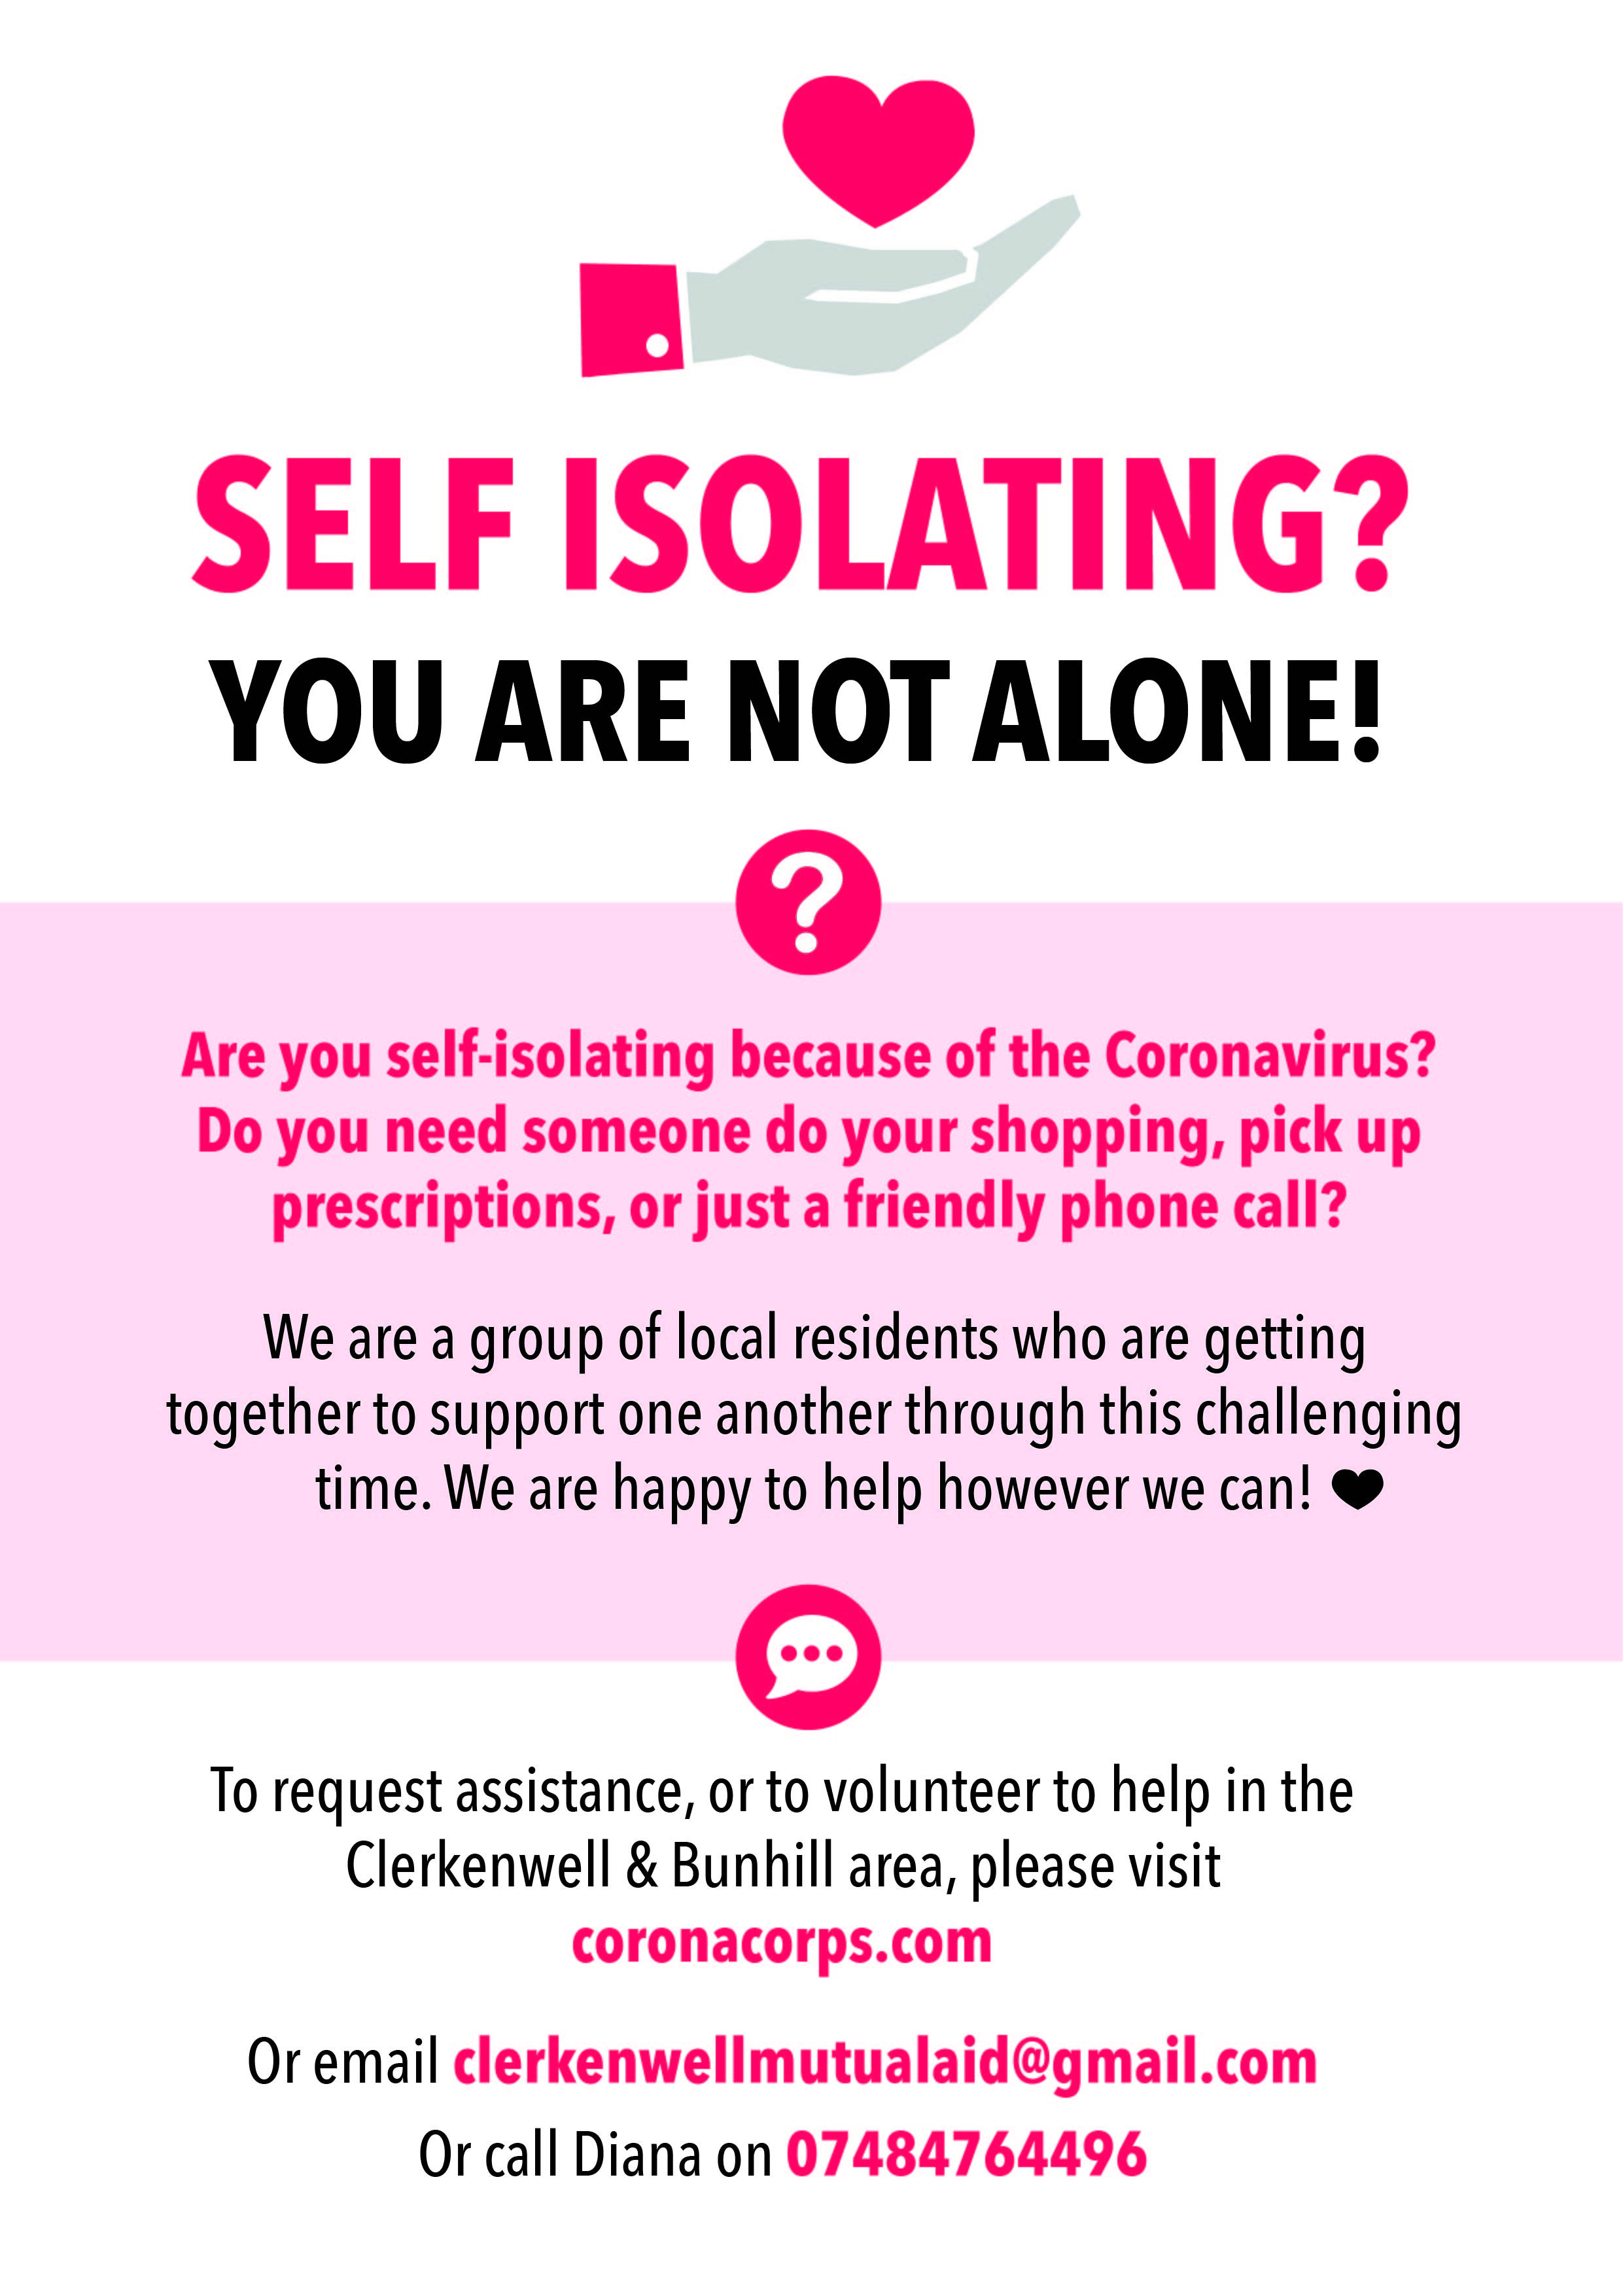 SELF ISOLATING?
YOU ARE NOT ALONE!
?
Are you self-isolating because of the Coronavirus?
Do you need someone do your shopping, pick up
prescriptions, or just a friendly phone call?
We are a group of local residents who are getting
together to support one another through this challenging
time. We are happy to help however we can! ♥
To request assistance, or to volunteer to help in the
Clerkenwell & Bunhill area, please visit
coronacorps.com
Or email clerkenwellmutualaid@gmail.com
Or call Diana on 07484764496